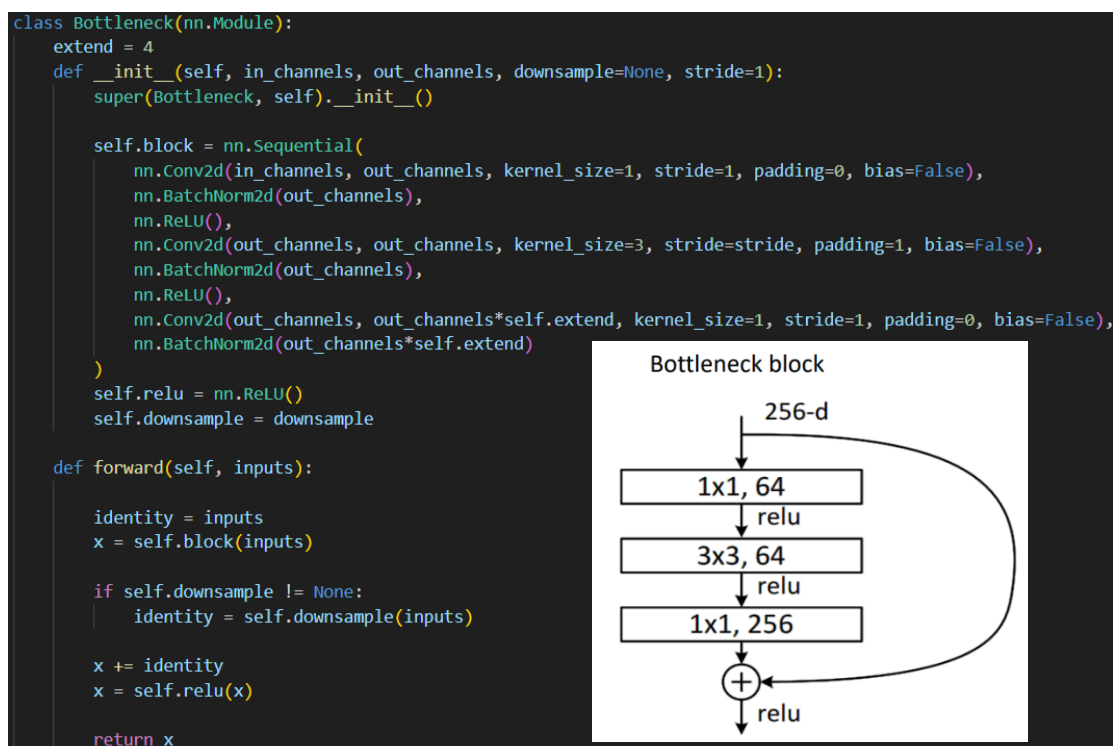 class Bottleneck(nn.Module):
    extend = 4
    def __init__(self, in_channels, out_channels, downsample=None, stride=1):
        super(Bottleneck, self).__init__()

        self.block = nn.Sequential(
            nn.Conv2d(in_channels, out_channels, kernel_size=1, stride=1, padding=0, bias=False),
            nn.BatchNorm2d(out_channels),
            nn.ReLU(),
            nn.Conv2d(out_channels, out_channels, kernel_size=3, stride=stride, padding=1, bias=False),
            nn.BatchNorm2d(out_channels),
            nn.ReLU(),
            nn.Conv2d(out_channels, out_channels*self.extend, kernel_size=1, stride=1, padding=0, bias=False),
            nn.BatchNorm2d(out_channels*self.extend)
        )
        self.relu = nn.ReLU()
        self.downsample = downsample

    def forward(self, inputs):

        identity = inputs
        x = self.block(inputs)

        if self.downsample != None:
            identity = self.downsample(inputs)

        x += identity
        x = self.relu(x)

        return x
Bottleneck block
256-d
1x1, 64
relu
3x3, 64
relu
1x1, 256
+
relu